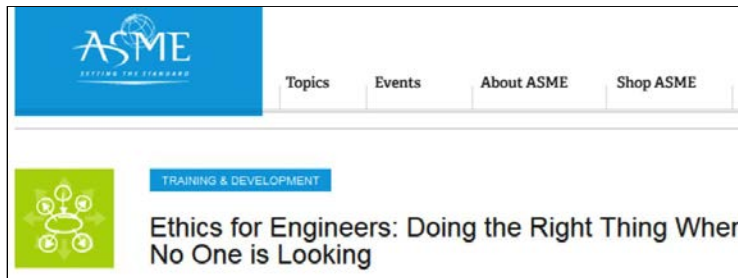 ASME
SETTING THE STANDARD
Topics Events About ASME Shop ASME
TRAINING & DEVELOPMENT
Ethics for Engineers: Doing the Right Thing When
No One is Looking